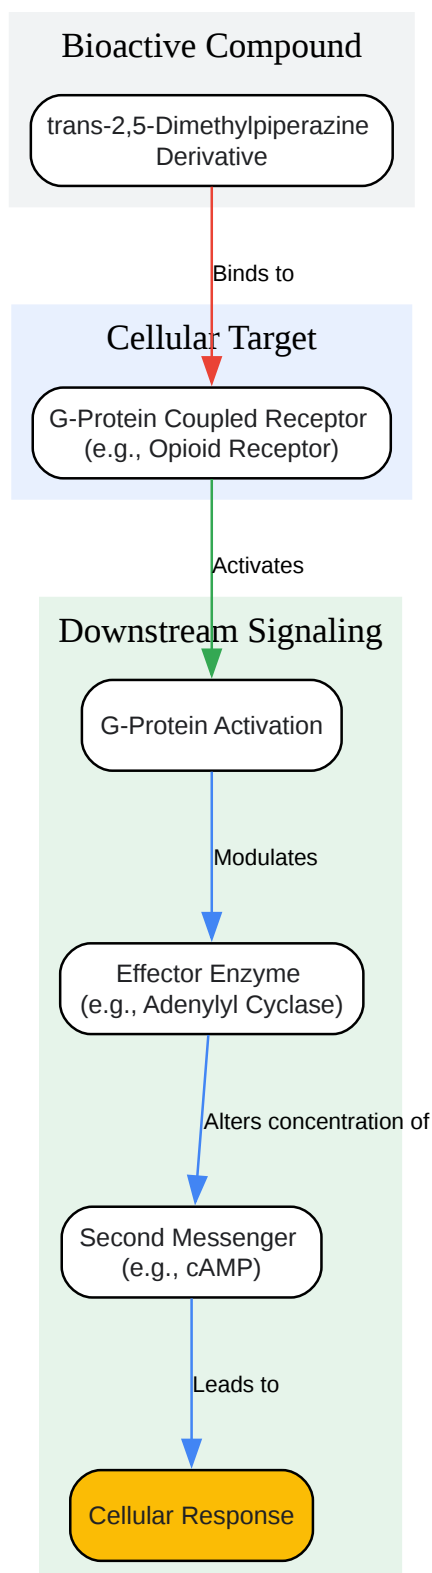 Bioactive Compound
trans-2,5-Dimethylpiperazine
Derivative
Binds to
Cellular Target
G-Protein Coupled Receptor
(e.g., Opioid Receptor)
Activates
Downstream Signaling
G-Protein Activation
Modulates
Effector Enzyme
(e.g., Adenylyl Cyclase)
Alters concentration of
Second Messenger
(e.g., cAMP)
Leads to
Cellular Response